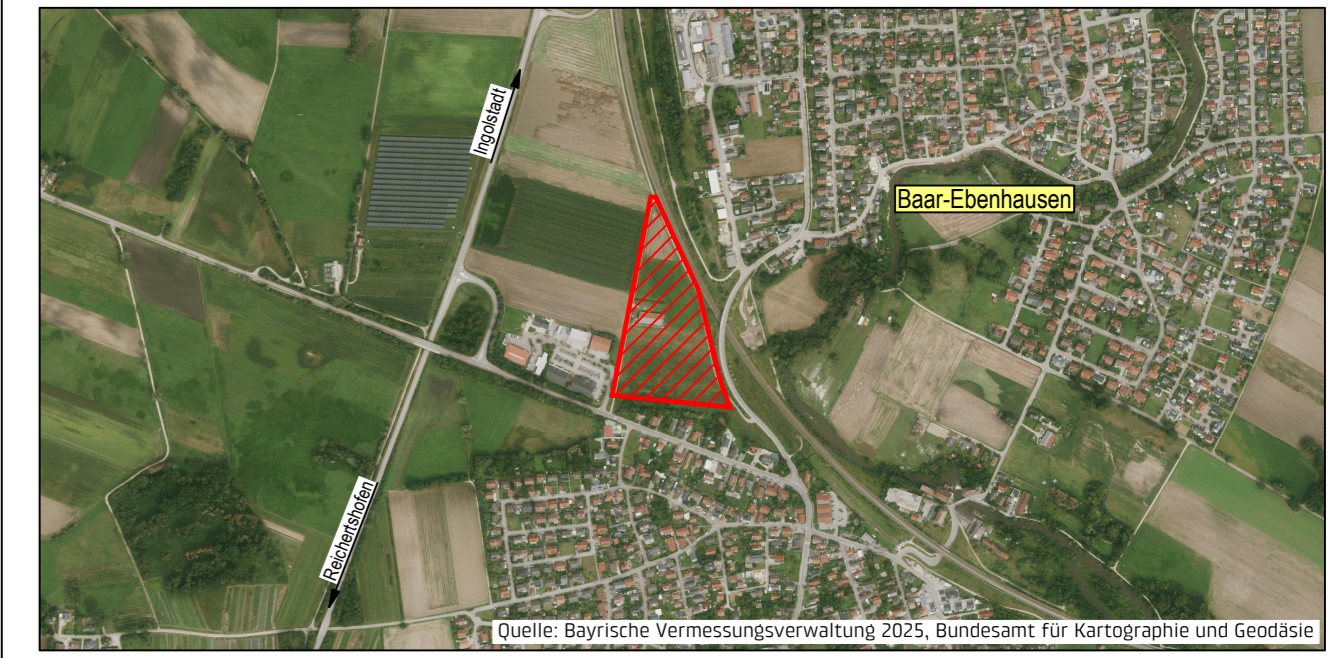 Ingolstadt
Baar-Ebenhausen
Reichertshofen
Quelle: Bayrische Vermessungsverwaltung 2025, Bundesamt für Kartographie und Geodäsie